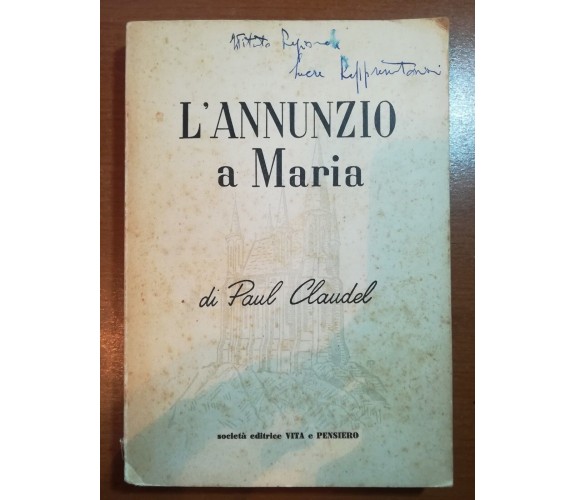 L'ANNUNZIO
a Maria
di Paul Claudel
società editrice VITA e PENSIERO